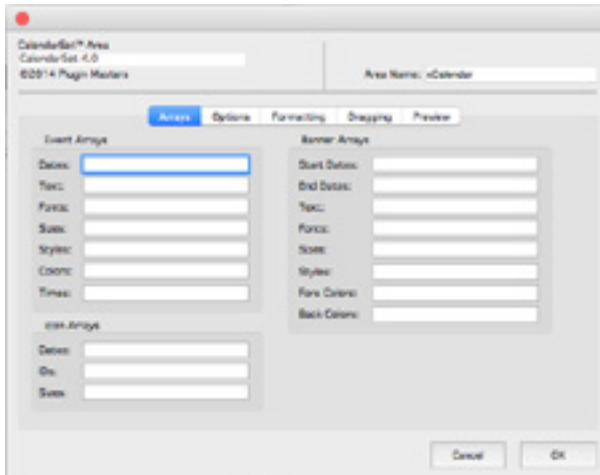 CalendarSet™ Area
CalendarSet 4.0
©2014 Plugin Masters
Area Name: xCalendar
Arrays Options Formatting Dragging Preview
Event Arrays
Dates:
Text:
Fonts:
Sizes:
Styles:
Colors:
Times:
Icon Arrays
Dates:
IDs:
Sizes:
Banner Arrays
Start Dates:
End Dates:
Text:
Fonts:
Sizes:
Styles:
Fore Colors:
Back Colors:
Cancel OK